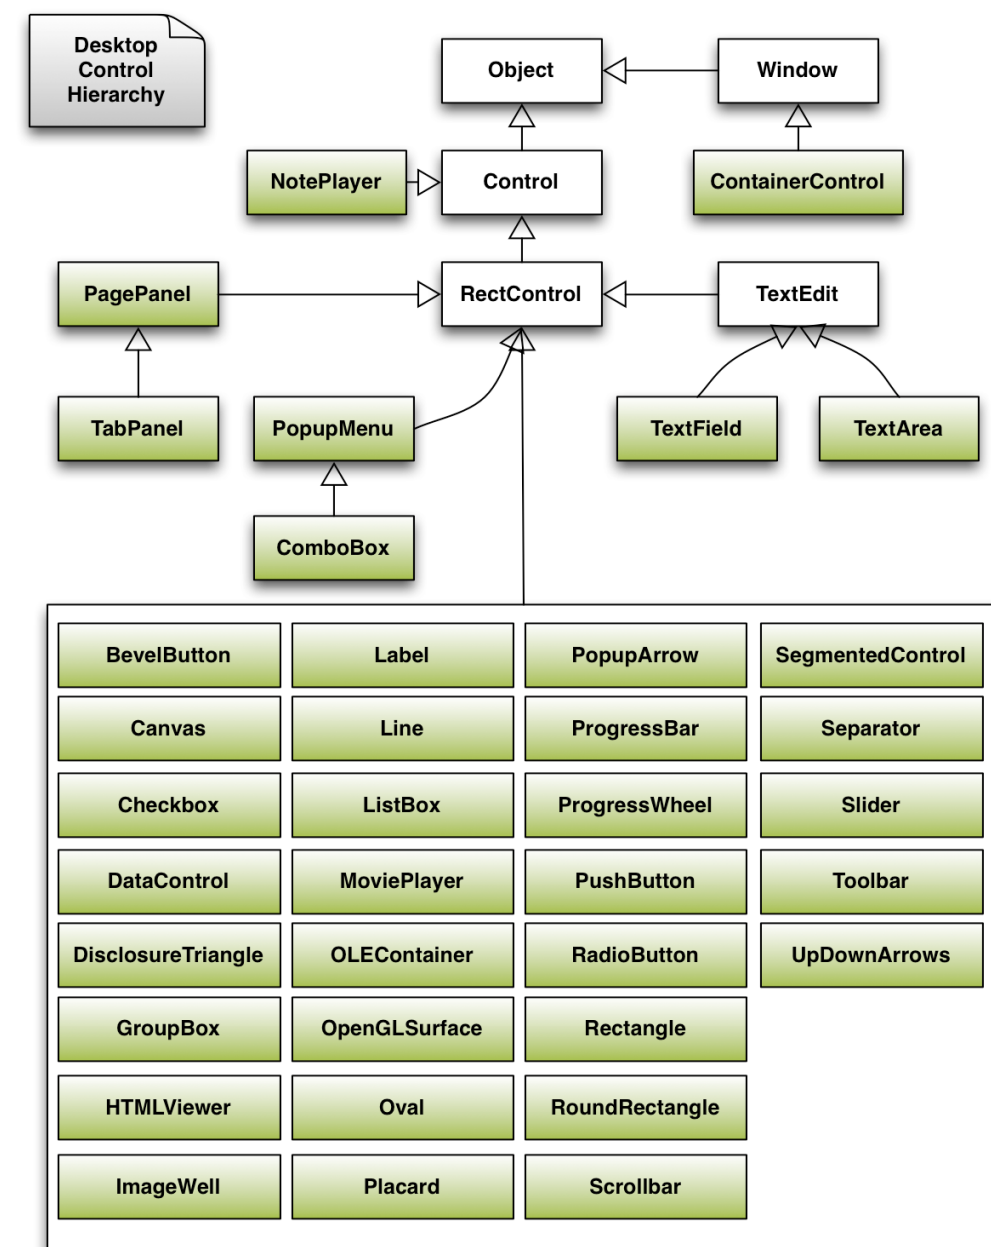 Desktop
Control
Hierarchy
Object
Window
NotePlayer
Control
ContainerControl
PagePanel
RectControl
TextEdit
TabPanel
PopupMenu
TextField
TextArea
ComboBox
BevelButton
Label
PopupArrow
SegmentedControl
Canvas
Line
ProgressBar
Separator
Checkbox
ListBox
ProgressWheel
Slider
DataControl
MoviePlayer
PushButton
Toolbar
DisclosureTriangle
OLEContainer
RadioButton
UpDownArrows
GroupBox
OpenGLSurface
Rectangle
HTMLViewer
Oval
RoundRectangle
ImageWell
Placard
Scrollbar